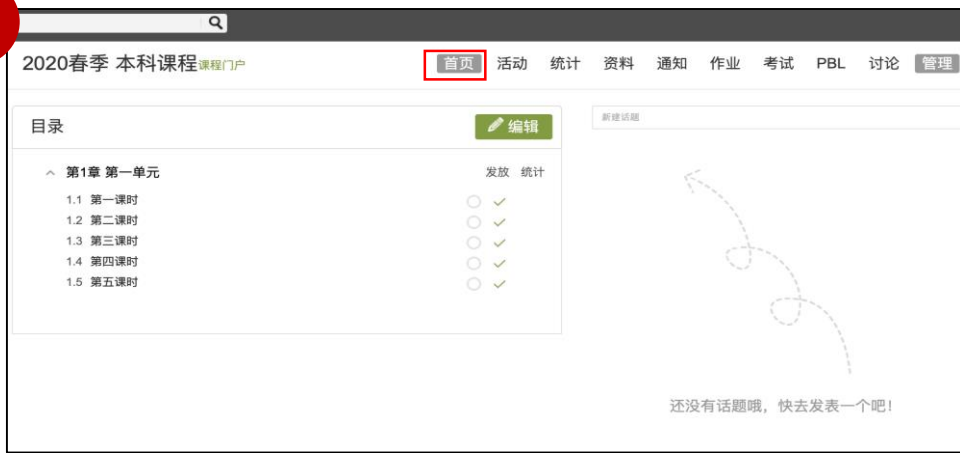 2020春季 本科课程课程门户
首页 活动 统计 资料 通知 作业 考试 PBL 讨论 管理
目录
编辑
新建话题
第1章 第一单元 发放 统计
1.1 第一课时
1.2 第二课时
1.3 第三课时
1.4 第四课时
1.5 第五课时
还没有话题哦，快去发表一个吧！